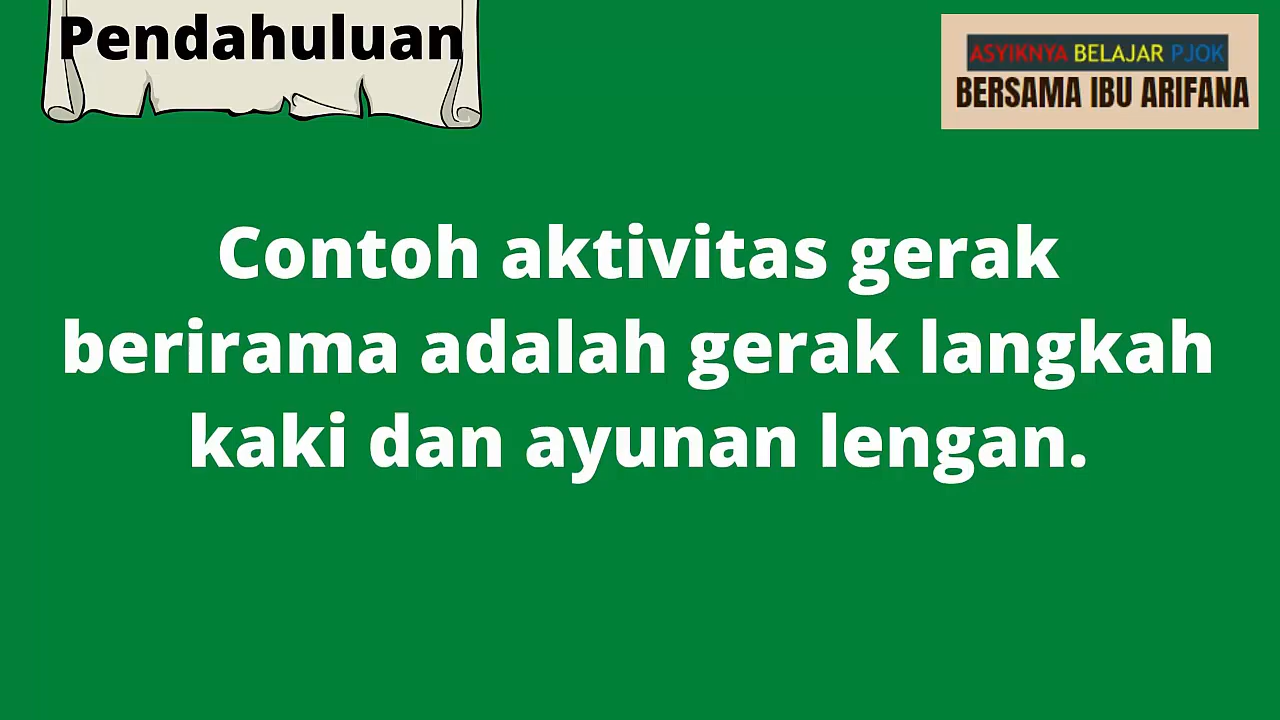 Pendahuluan
ASYIKNYA BELAJAR PJOK
BERSAMA IBU ARIFANA
Contoh aktivitas gerak
berirama adalah gerak langkah
kaki dan ayunan lengan.